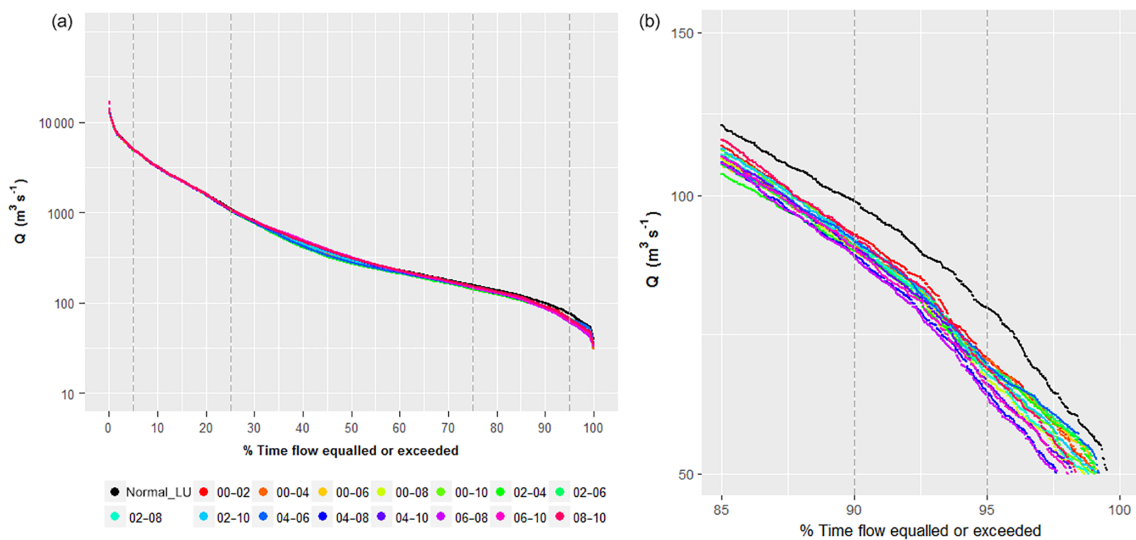 (a)
Q (m³ s⁻¹)
10 000
1000
100
10
0 10 20 30 40 50 60 70 80 90 100
% Time flow equalled or exceeded
Normal_LU 00-02 00-04 00-06 00-08 00-10 02-04 02-06
02-08 02-10 04-06 04-08 04-10 06-08 06-10 08-10
(b)
Q (m³ s⁻¹)
150
100
50
85 90 95 100
% Time flow equalled or exceeded